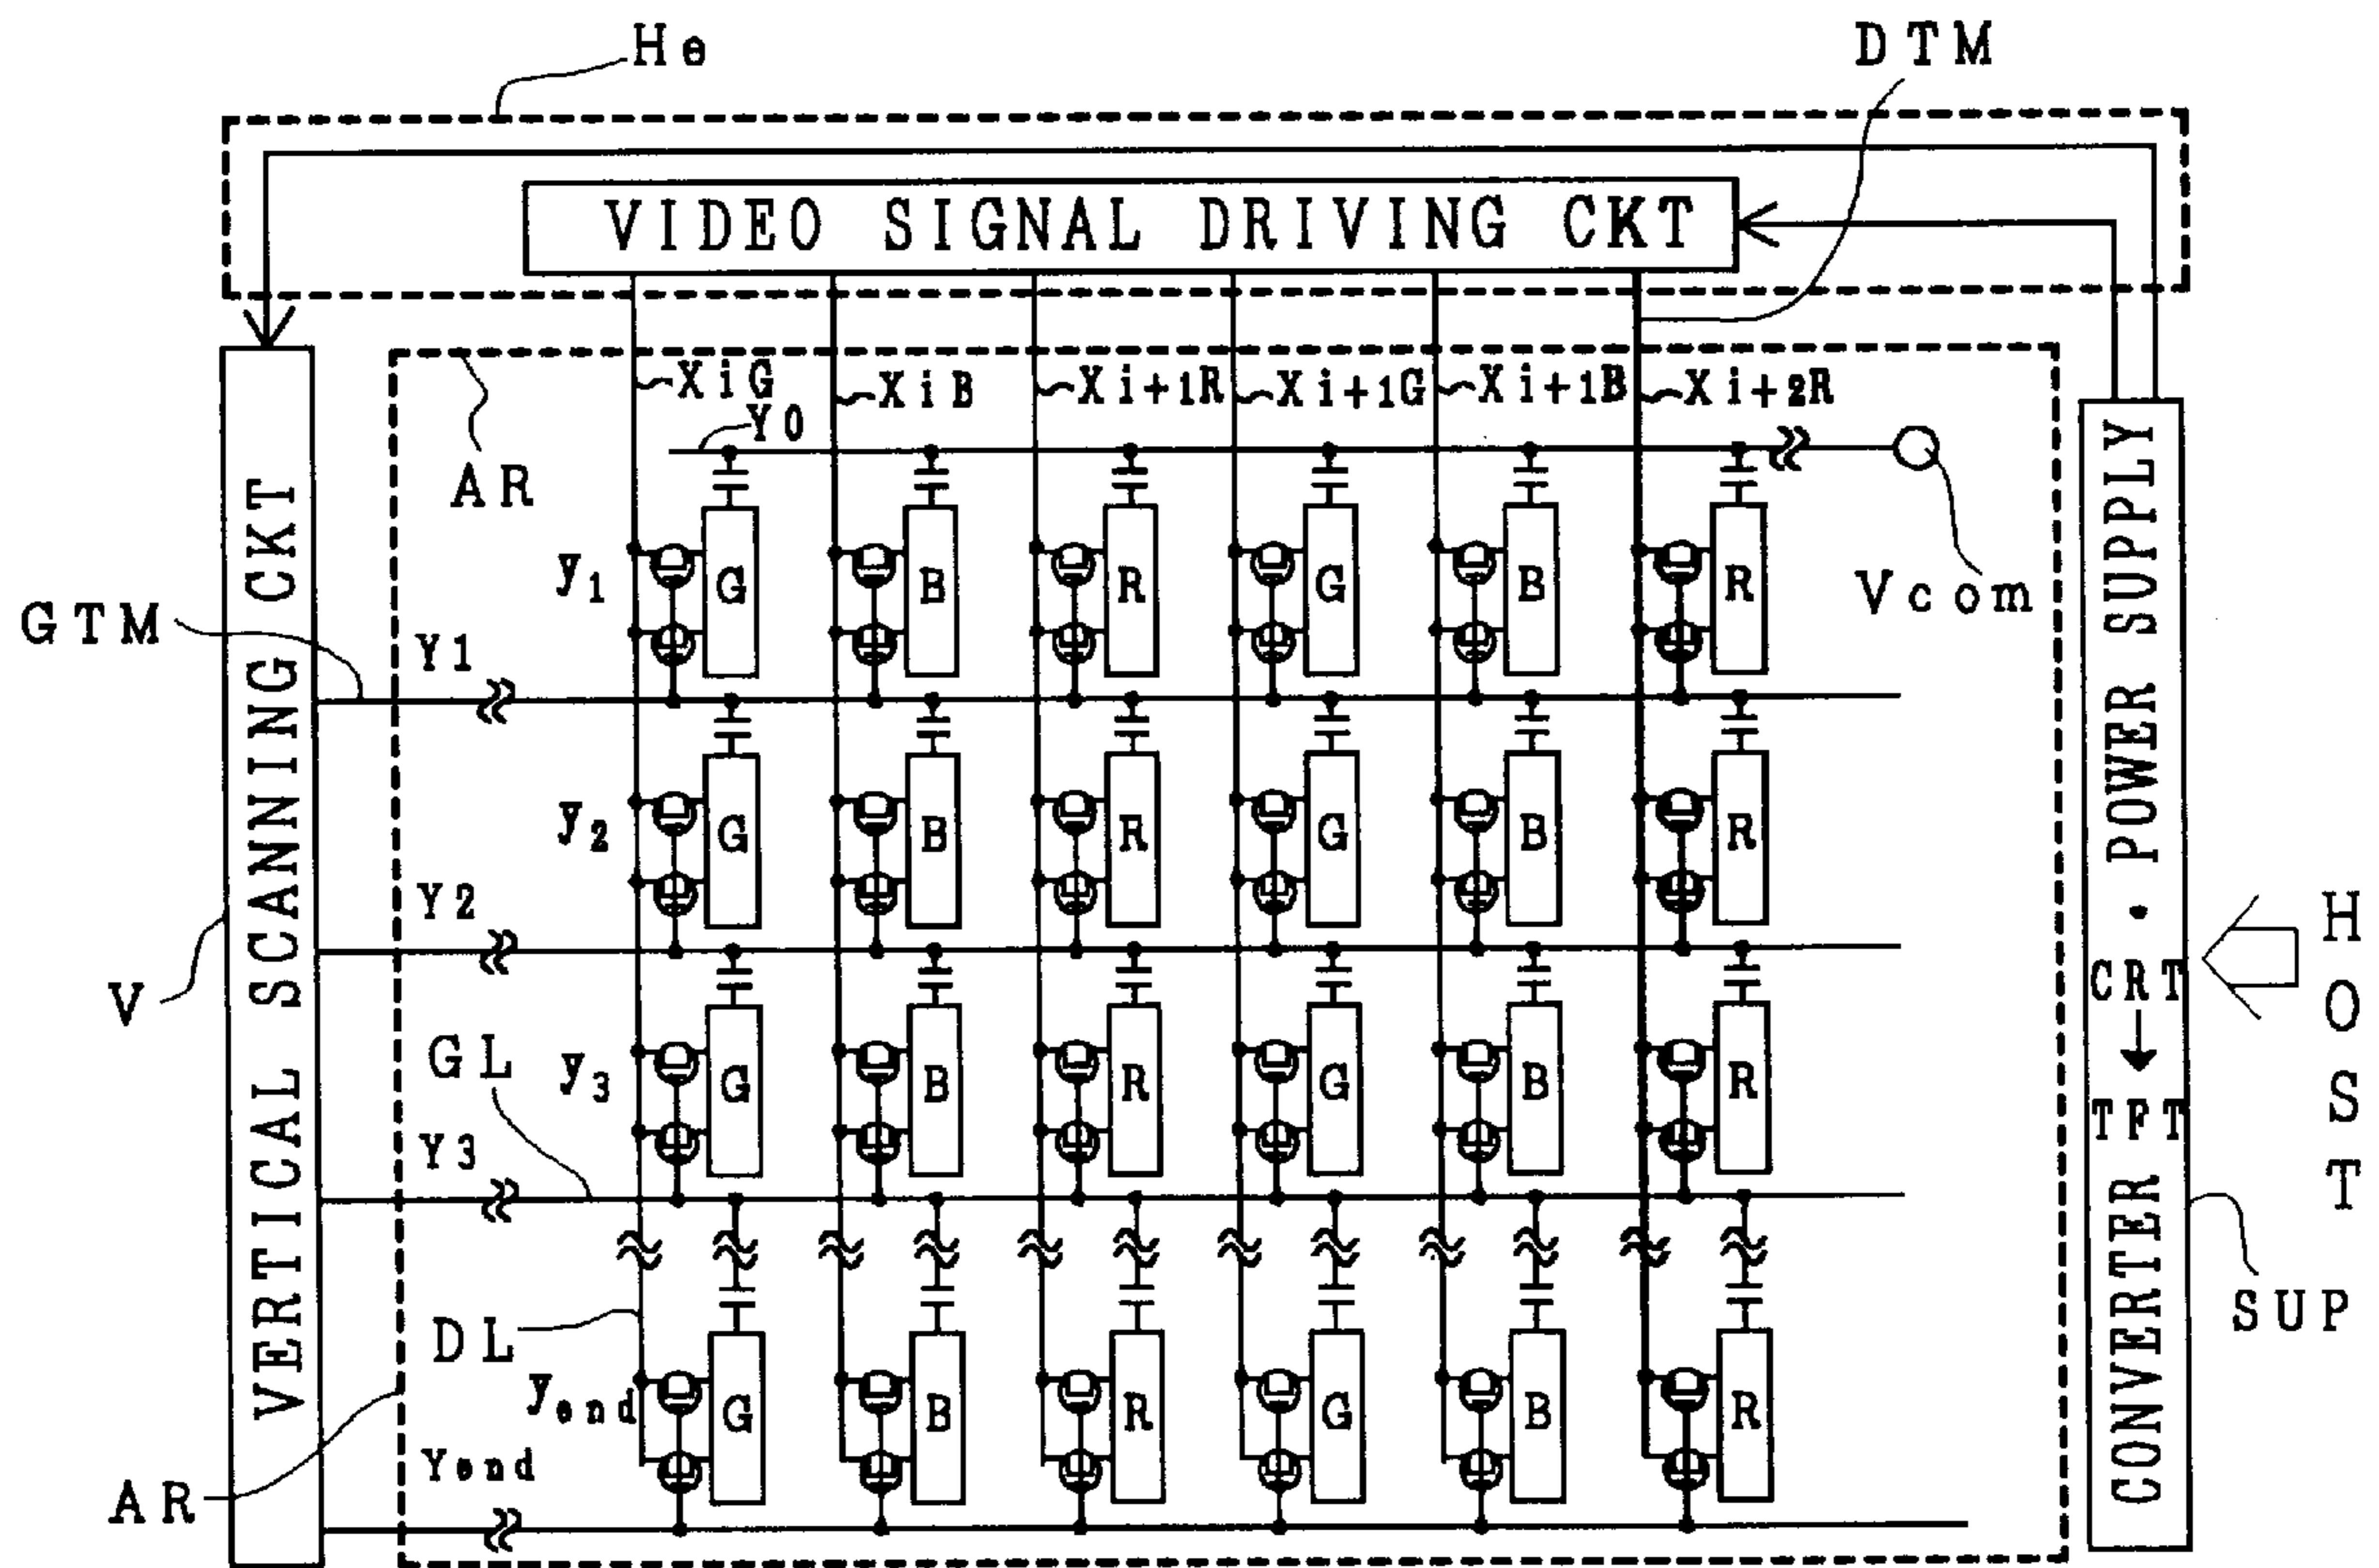 He
DTM
VIDEO SIGNAL DRIVING CKT
XiG XiB Xi+1R Xi+1G Xi+1B Xi+2R
Y0
AR
Vcom
y1 G B R G B R
GTM
Y1
y2 G B R G B R
Y2
V
VERTICAL SCANNING CKT
GL
y3 G B R G B R
Y3
DL
yend G B R G B R
Yend
AR
POWER SUPPLY
•
CRT
↓
TFT
CONVERTER
HOST
SUP